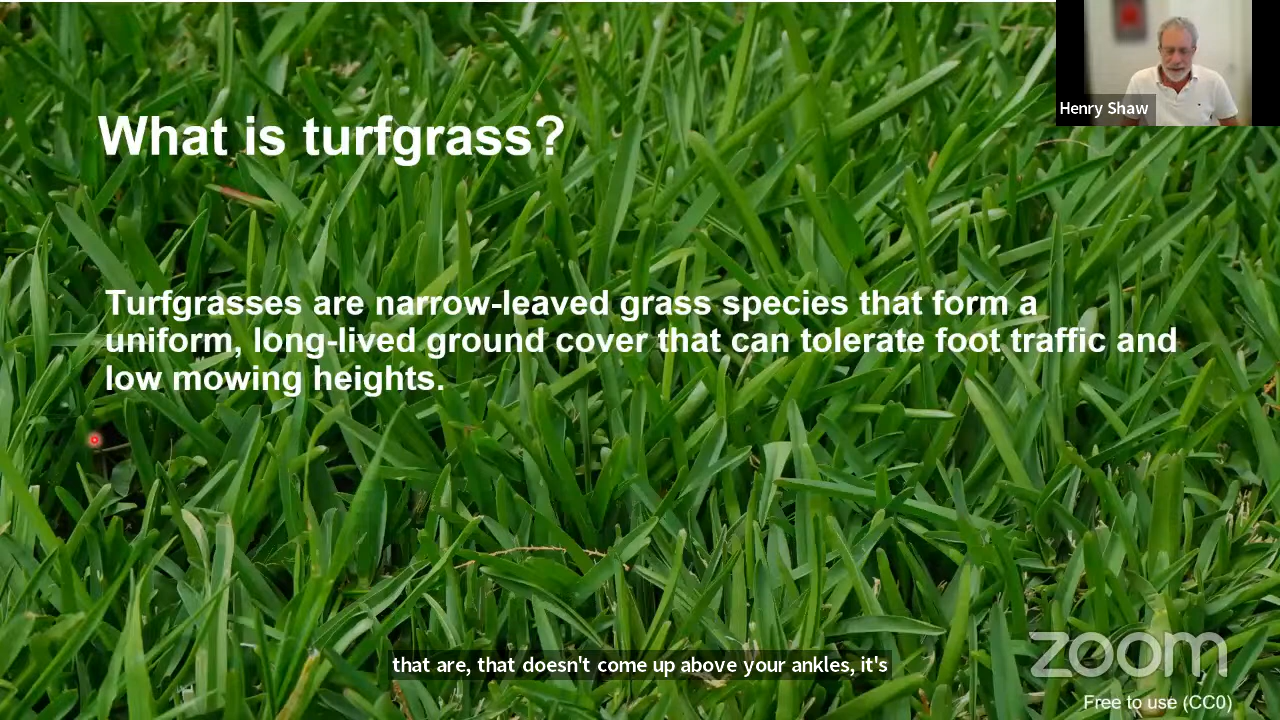 Henry Shaw
What is turfgrass?
Turfgrasses are narrow-leaved grass species that form a
uniform, long-lived ground cover that can tolerate foot traffic and
low mowing heights.
that are, that doesn't come up above your ankles, it's
zoom
Free to use (CC0)